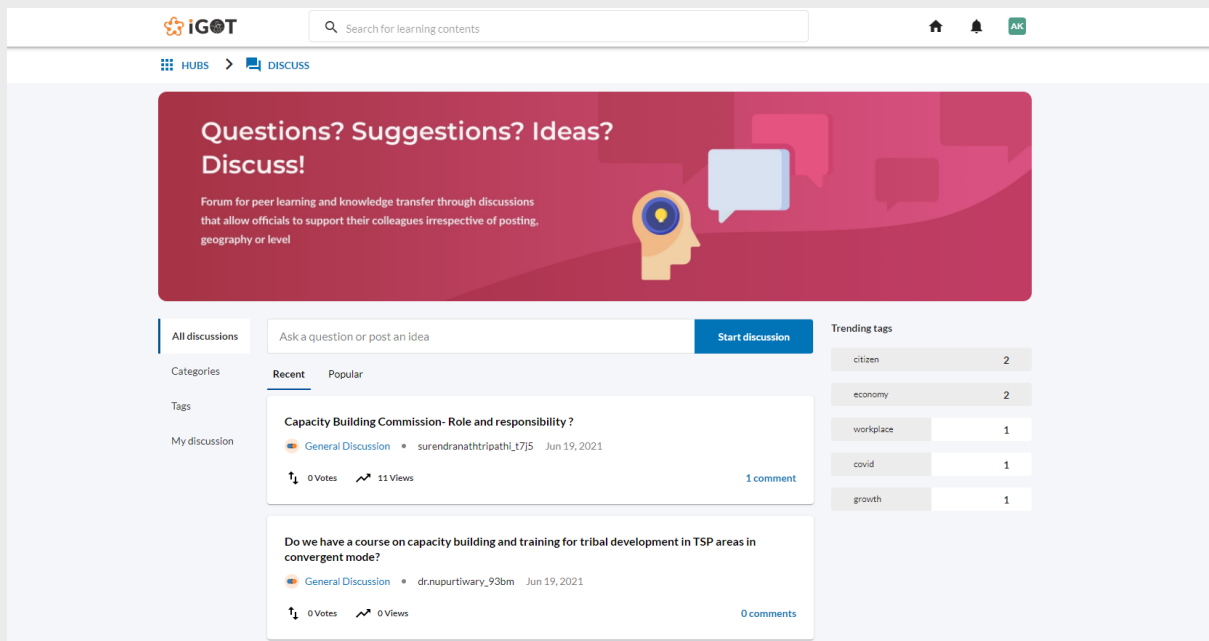 iGOT
Search for learning contents
AK
HUBS
DISCUSS
Questions? Suggestions? Ideas?
Discuss!
Forum for peer learning and knowledge transfer through discussions
that allow officials to support their colleagues irrespective of posting,
geography or level
All discussions
Categories
Tags
My discussion
Ask a question or post an idea
Start discussion
Recent
Popular
Capacity Building Commission- Role and responsibility ?
General Discussion • surendranathtripathi_t7j5 Jun 19, 2021
0 Votes
11 Views
1 comment
Do we have a course on capacity building and training for tribal development in TSP areas in
convergent mode?
General Discussion • dr.nupurtiwary_93bm Jun 19, 2021
0 Votes
0 Views
0 comments
Trending tags
citizen 2
economy 2
workplace 1
covid 1
growth 1